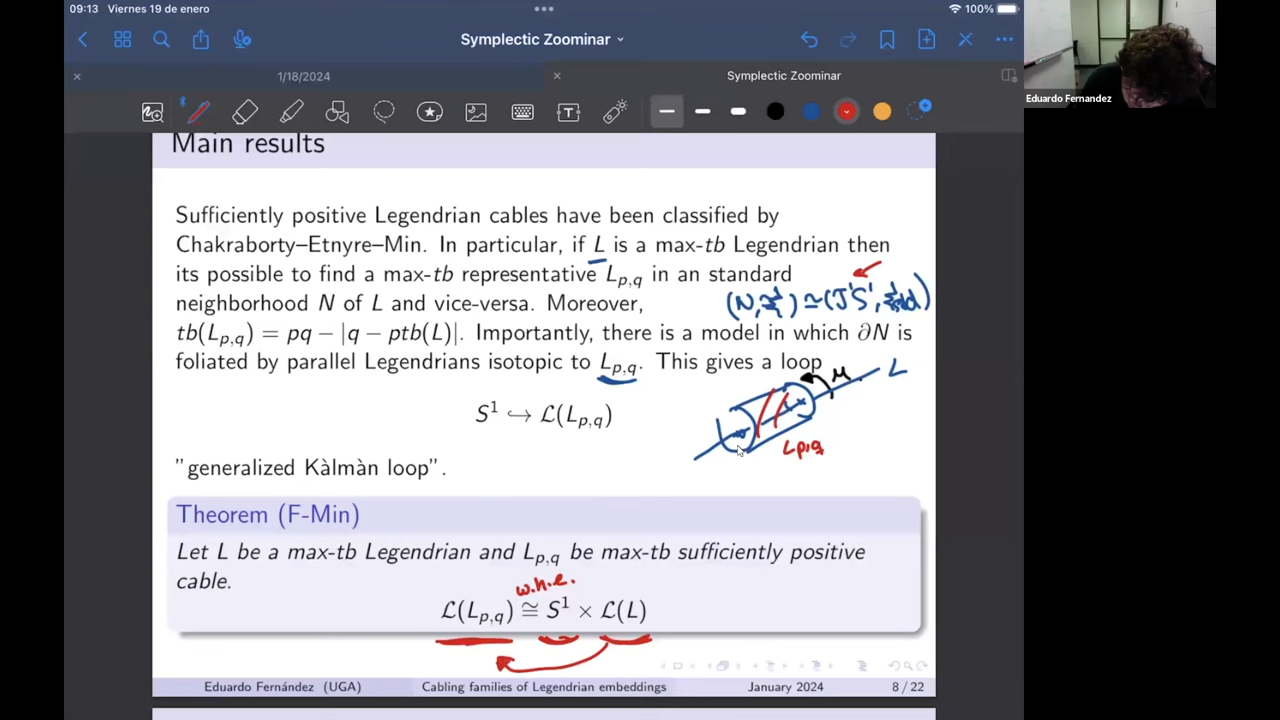 09:13 Viernes 19 de enero
100%
Symplectic Zoominar
1/18/2024
Symplectic Zoominar
Eduardo Fernandez
Main results
Sufficiently positive Legendrian cables have been classified by
Chakraborty–Etnyre–Min. In particular, if L is a max-tb Legendrian then
its possible to find a max-tb representative Lp,q in an standard
neighborhood N of L and vice-versa. Moreover,
tb(Lp,q) = pq − |q − ptb(L)|. Importantly, there is a model in which ∂N is
foliated by parallel Legendrians isotopic to Lp,q. This gives a loop
L
μ
Lp,q
S¹ ↪ ℒ(Lp,q)
"generalized Kàlmàn loop".
Theorem (F-Min)
Let L be a max-tb Legendrian and Lp,q be max-tb sufficiently positive
cable.
w.h.e.
ℒ(Lp,q) ≅ S¹ × ℒ(L)
Eduardo Fernández (UGA) Cabling families of Legendrian embeddings January 2024 8 / 22